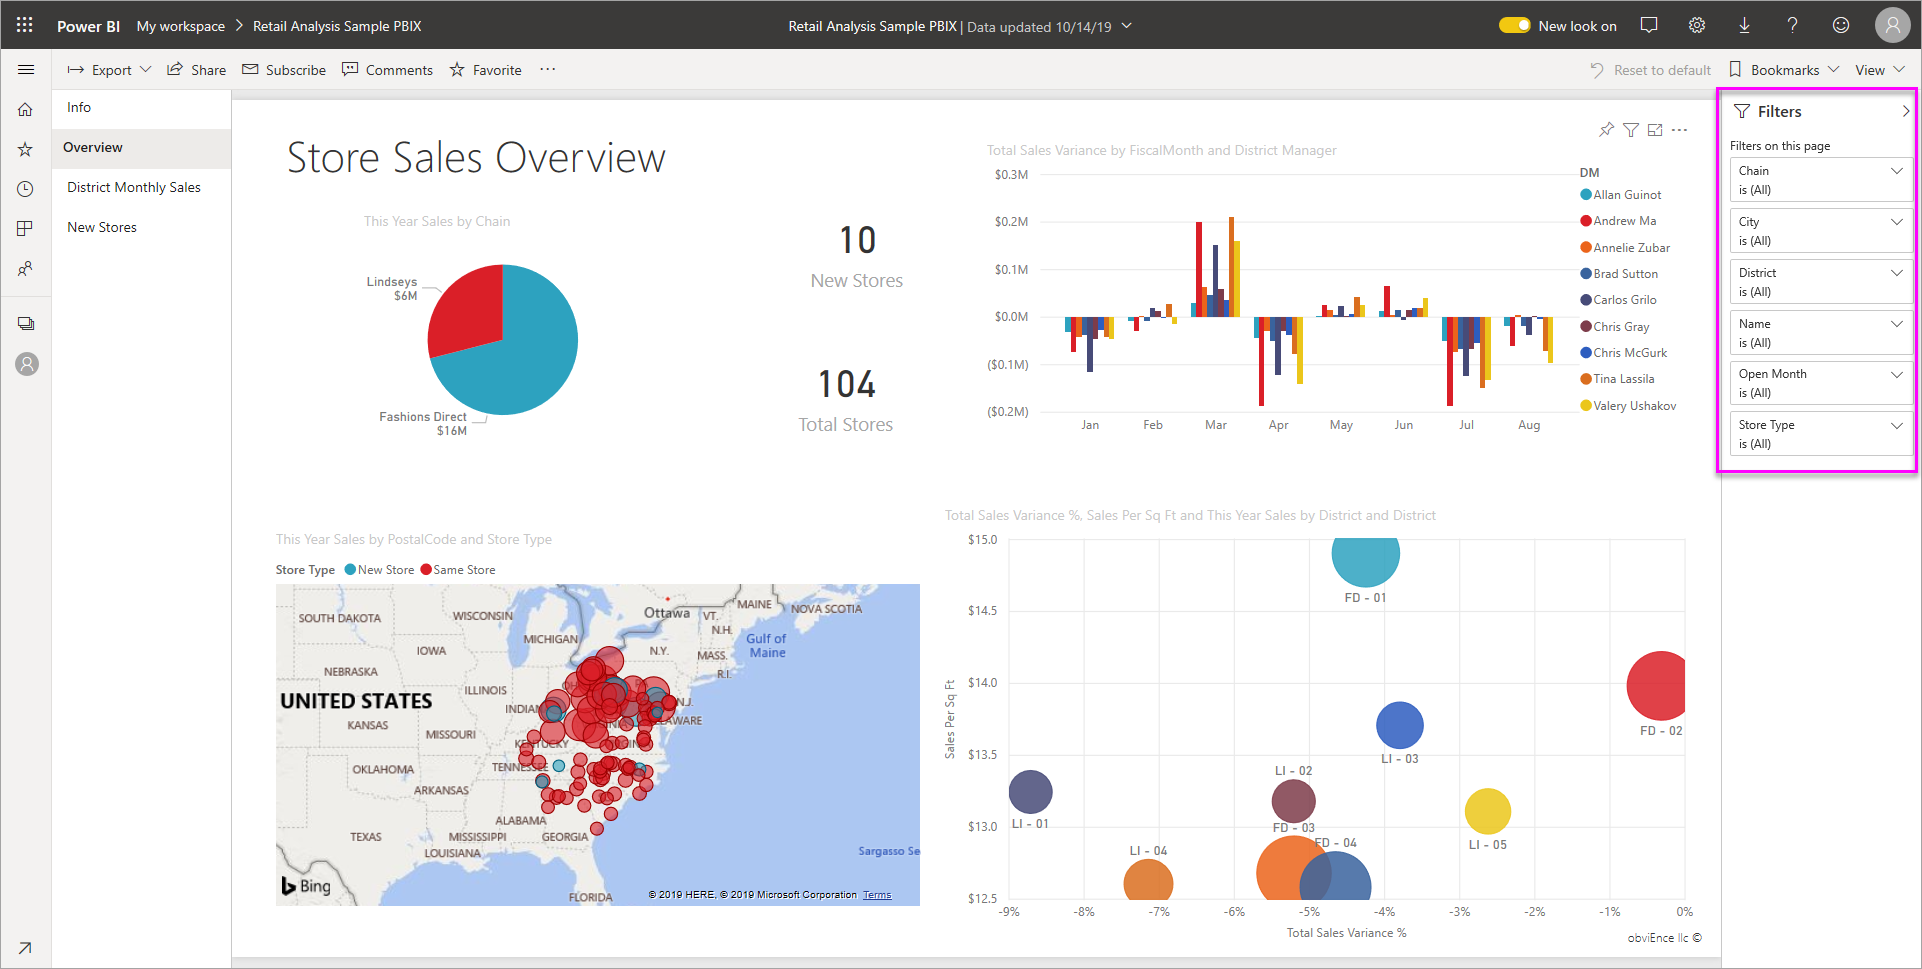 Power BI My workspace > Retail Analysis Sample PBIX
Retail Analysis Sample PBIX | Data updated 10/14/19
New look on
Export Share Subscribe Comments Favorite ...
Reset to default Bookmarks View
Info
Overview
District Monthly Sales
New Stores
Store Sales Overview
This Year Sales by Chain
Lindseys
$6M
Fashions Direct
$16M
10
New Stores
104
Total Stores
Total Sales Variance by FiscalMonth and District Manager
$0.3M
$0.2M
$0.1M
$0.0M
($0.1M)
($0.2M)
Jan Feb Mar Apr May Jun Jul Aug
DM
Allan Guinot
Andrew Ma
Annelie Zubar
Brad Sutton
Carlos Grilo
Chris Gray
Chris McGurk
Tina Lassila
Valery Ushakov
Filters
Filters on this page
Chain
is (All)
City
is (All)
District
is (All)
Name
is (All)
Open Month
is (All)
Store Type
is (All)
This Year Sales by PostalCode and Store Type
Store Type New Store Same Store
Ottawa
MAINE
NOVA SCOTIA
SOUTH DAKOTA
WISCONSIN
VT.
N.H.
MICHIGAN
Gulf of
Maine
IOWA
N.Y.
MASS.
NEBRASKA
R.I.
ILLINOIS
UNITED STATES
INDIAN
N.J.
KANSAS
MISSOURI
KENTUCKY
OKLAHOMA
TENNESSEE
ARKANSAS
ALABAMA
TEXAS
MISSISSIPPI
GEORGIA
LOUISIANA
Sargasso Se
FLORIDA
Bing
© 2019 HERE, © 2019 Microsoft Corporation Terms
Total Sales Variance %, Sales Per Sq Ft and This Year Sales by District and District
Sales Per Sq Ft
$15.0
$14.5
$14.0
$13.5
$13.0
$12.5
FD - 01
FD - 02
LI - 03
LI - 02
LI - 01
FD - 03
FD - 04
LI - 05
LI - 04
-9% -8% -7% -6% -5% -4% -3% -2% -1% 0%
Total Sales Variance %
obviEnce llc ©